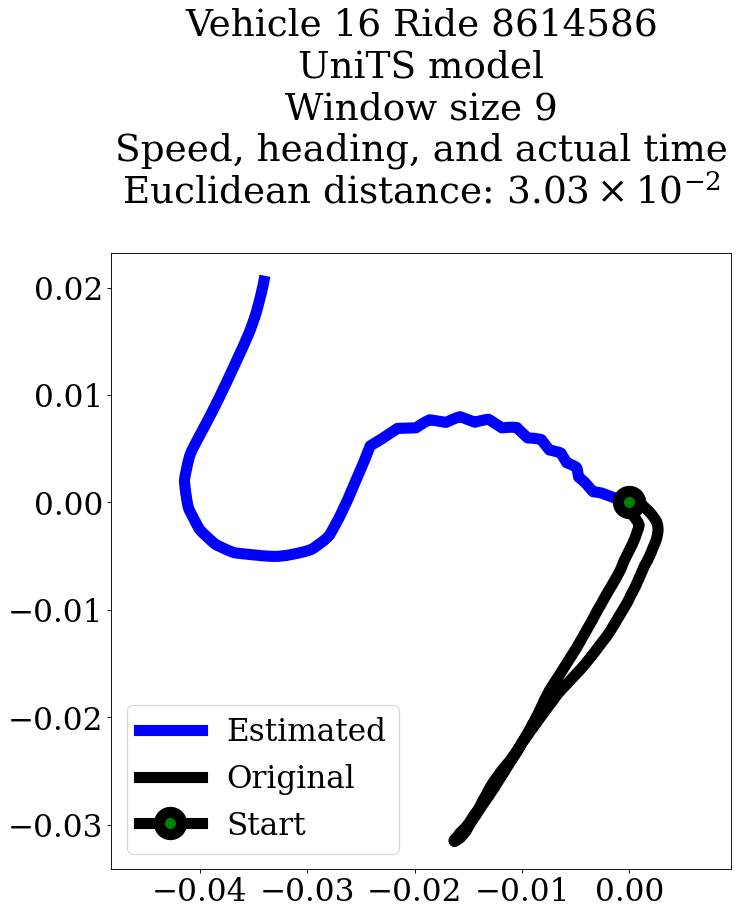 Vehicle 16 Ride 8614586
UniTS model
Window size 9
Speed, heading, and actual time
Euclidean distance: 3.03 × 10⁻²
0.02
0.01
0.00
−0.01
−0.02
−0.03
Estimated
Original
Start
−0.04 −0.03 −0.02 −0.01 0.00